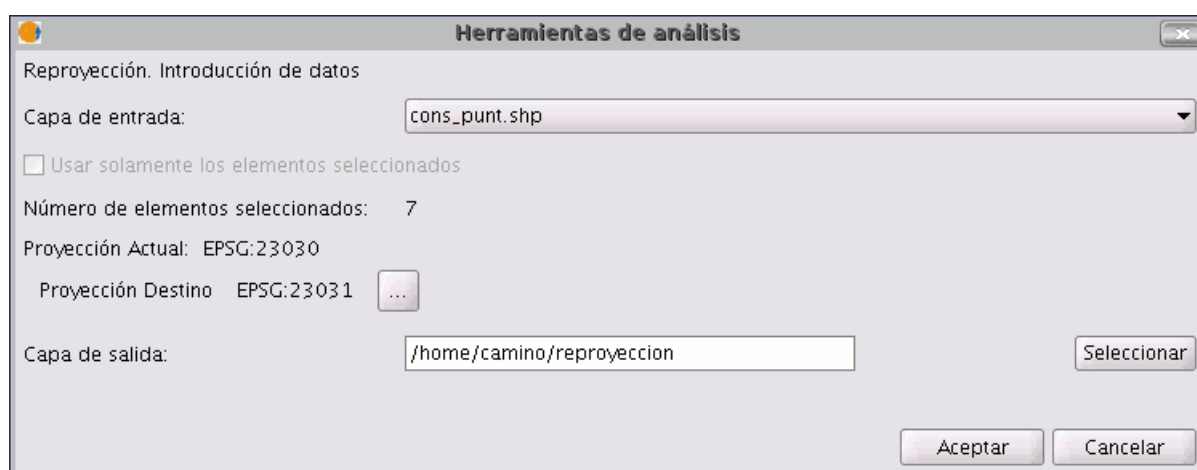 Herramientas de análisis
Reproyección. Introducción de datos
Capa de entrada: cons_punt.shp
Usar solamente los elementos seleccionados
Número de elementos seleccionados: 7
Proyección Actual: EPSG:23030
Proyección Destino EPSG:23031 ...
Capa de salida: /home/camino/reproyeccion Seleccionar
Aceptar Cancelar